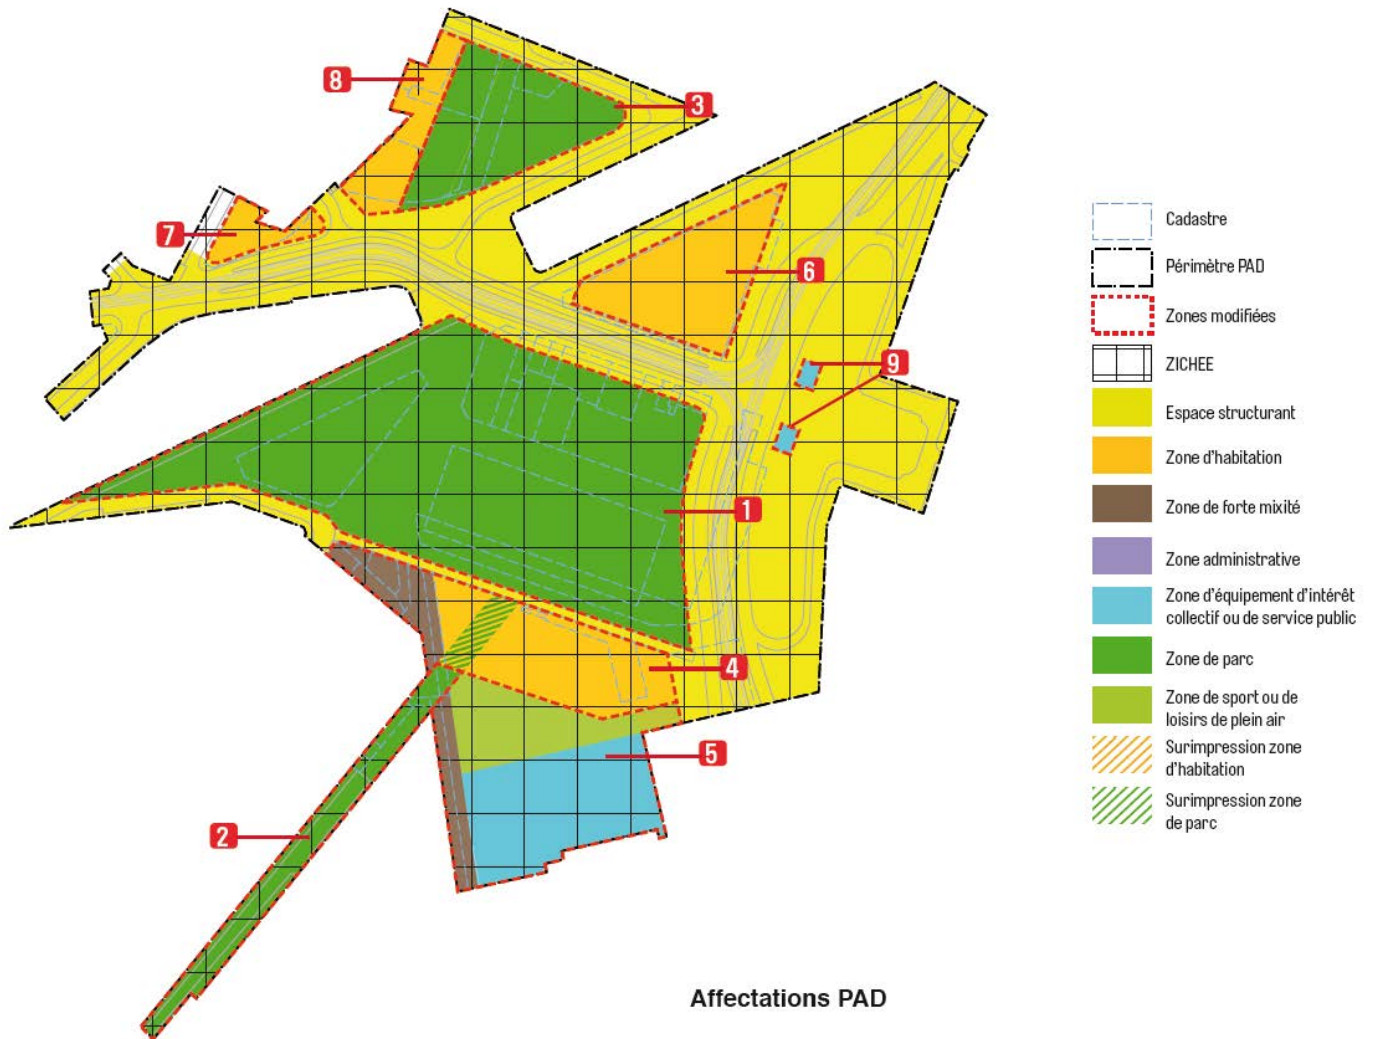 8
3
7
6
9
1
4
5
2
Cadastre
Périmètre PAD
Zones modifiées
ZICHEE
Espace structurant
Zone d'habitation
Zone de forte mixité
Zone administrative
Zone d'équipement d'intérêt
collectif ou de service public
Zone de parc
Zone de sport ou de
loisirs de plein air
Surimpression zone
d'habitation
Surimpression zone
de parc
Affectations PAD